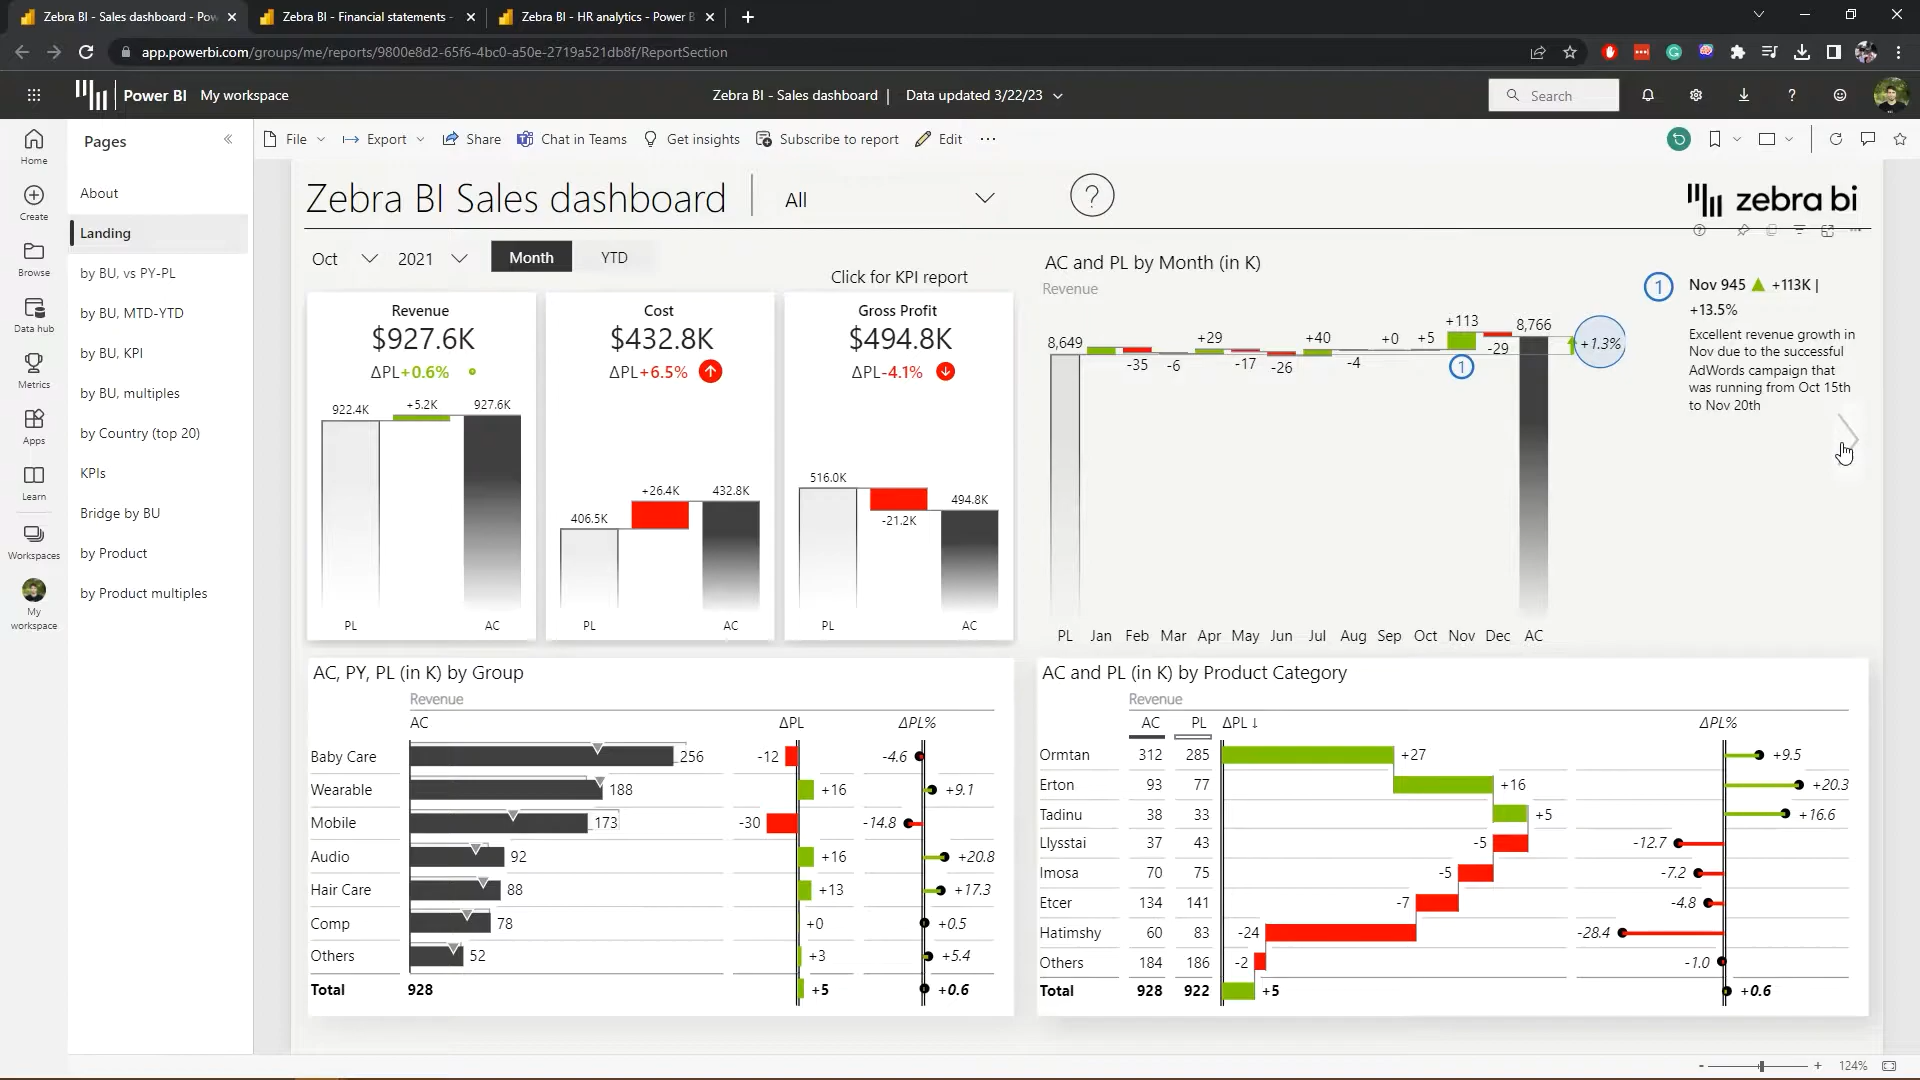 Zebra BI - Sales dashboard - Pow
Zebra BI - Financial statements -
Zebra BI - HR analytics - Power B
app.powerbi.com/groups/me/reports/9800e8d2-65f6-4bc0-a50e-2719a521db8f/ReportSection
Power BI My workspace
Zebra BI - Sales dashboard | Data updated 3/22/23
Search
Home
Create
Browse
Data hub
Metrics
Apps
Learn
Workspaces
My
workspace
Pages
About
Landing
by BU, vs PY-PL
by BU, MTD-YTD
by BU, KPI
by BU, multiples
by Country (top 20)
KPIs
Bridge by BU
by Product
by Product multiples
File Export Share Chat in Teams Get insights Subscribe to report Edit
Zebra BI Sales dashboard
All
?
zebra bi
Oct 2021 Month YTD
Click for KPI report
Revenue
$927.6K
ΔPL+0.6%
922.4K +5.2K 927.6K
PL AC
Cost
$432.8K
ΔPL+6.5%
406.5K +26.4K 432.8K
PL AC
Gross Profit
$494.8K
ΔPL-4.1%
516.0K -21.2K 494.8K
PL AC
AC and PL by Month (in K)
Revenue
8,649 -35 -6 +29 -17 -26 +40 -4 +0 +5 +113 -29 8,766 +1.3%
1
PL Jan Feb Mar Apr May Jun Jul Aug Sep Oct Nov Dec AC
1 Nov 945 ▲ +113K |
+13.5%
Excellent revenue growth in
Nov due to the successful
AdWords campaign that
was running from Oct 15th
to Nov 20th
AC, PY, PL (in K) by Group
Revenue
AC ΔPL ΔPL%
Baby Care 256 -12 -4.6
Wearable 188 +16 +9.1
Mobile 173 -30 -14.8
Audio 92 +16 +20.8
Hair Care 88 +13 +17.3
Comp 78 +0 +0.5
Others 52 +3 +5.4
Total 928 +5 +0.6
AC and PL (in K) by Product Category
Revenue
AC PL ΔPL ↓ ΔPL%
Ormtan 312 285 +27 +9.5
Erton 93 77 +16 +20.3
Tadinu 38 33 +5 +16.6
Llysstai 37 43 -5 -12.7
Imosa 70 75 -5 -7.2
Etcer 134 141 -7 -4.8
Hatimshy 60 83 -24 -28.4
Others 184 186 -2 -1.0
Total 928 922 +5 +0.6
- + 124%